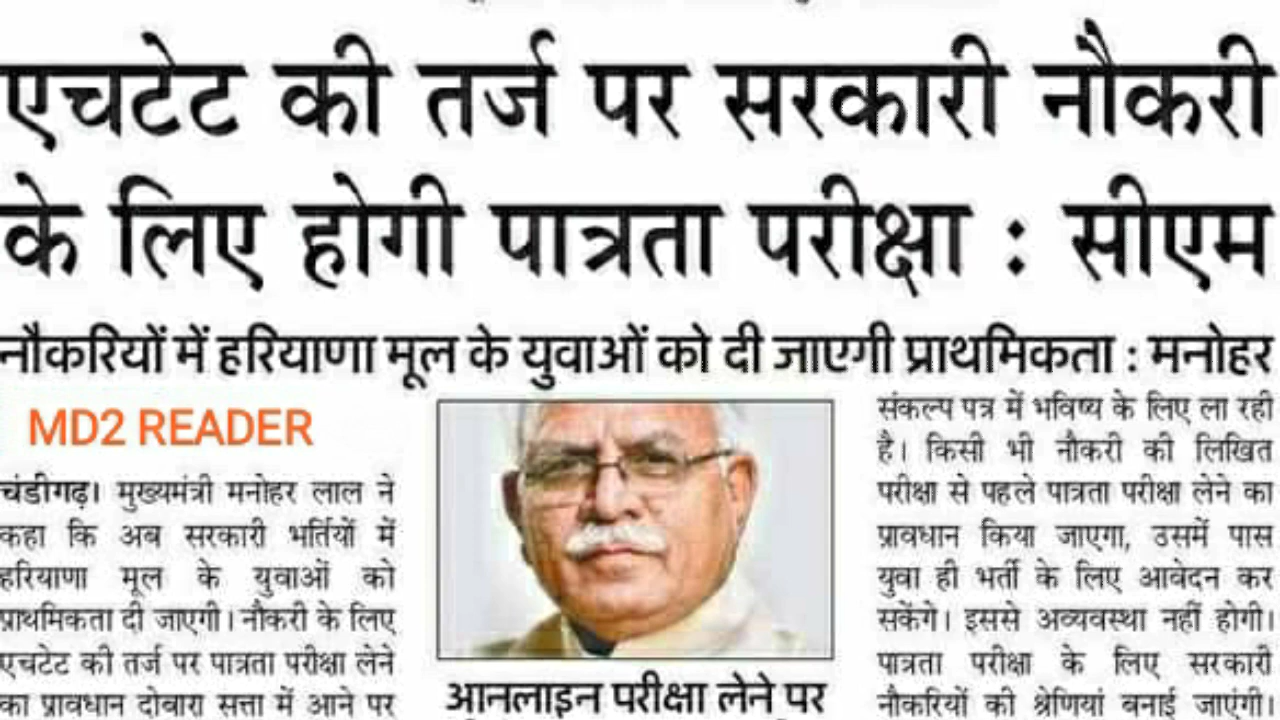 एचटेट की तर्ज पर सरकारी नौकरी
के लिए होगी पात्रता परीक्षा : सीएम
नौकरियों में हरियाणा मूल के युवाओं को दी जाएगी प्राथमिकता : मनोहर
MD2 READER
चंडीगढ़। मुख्यमंत्री मनोहर लाल ने
कहा कि अब सरकारी भर्तियों में
हरियाणा मूल के युवाओं को
प्राथमिकता दी जाएगी। नौकरी के लिए
एचटेट की तर्ज पर पात्रता परीक्षा लेने
का प्रावधान दोबारा सत्ता में आने पर
आनलाइन परीक्षा लेने पर
संकल्प पत्र में भविष्य के लिए ला रही
है। किसी भी नौकरी की लिखित
परीक्षा से पहले पात्रता परीक्षा लेने का
प्रावधान किया जाएगा, उसमें पास
युवा ही भर्ती के लिए आवेदन कर
सकेंगे। इससे अव्यवस्था नहीं होगी।
पात्रता परीक्षा के लिए सरकारी
नौकरियों की श्रेणियां बनाई जाएंगी।